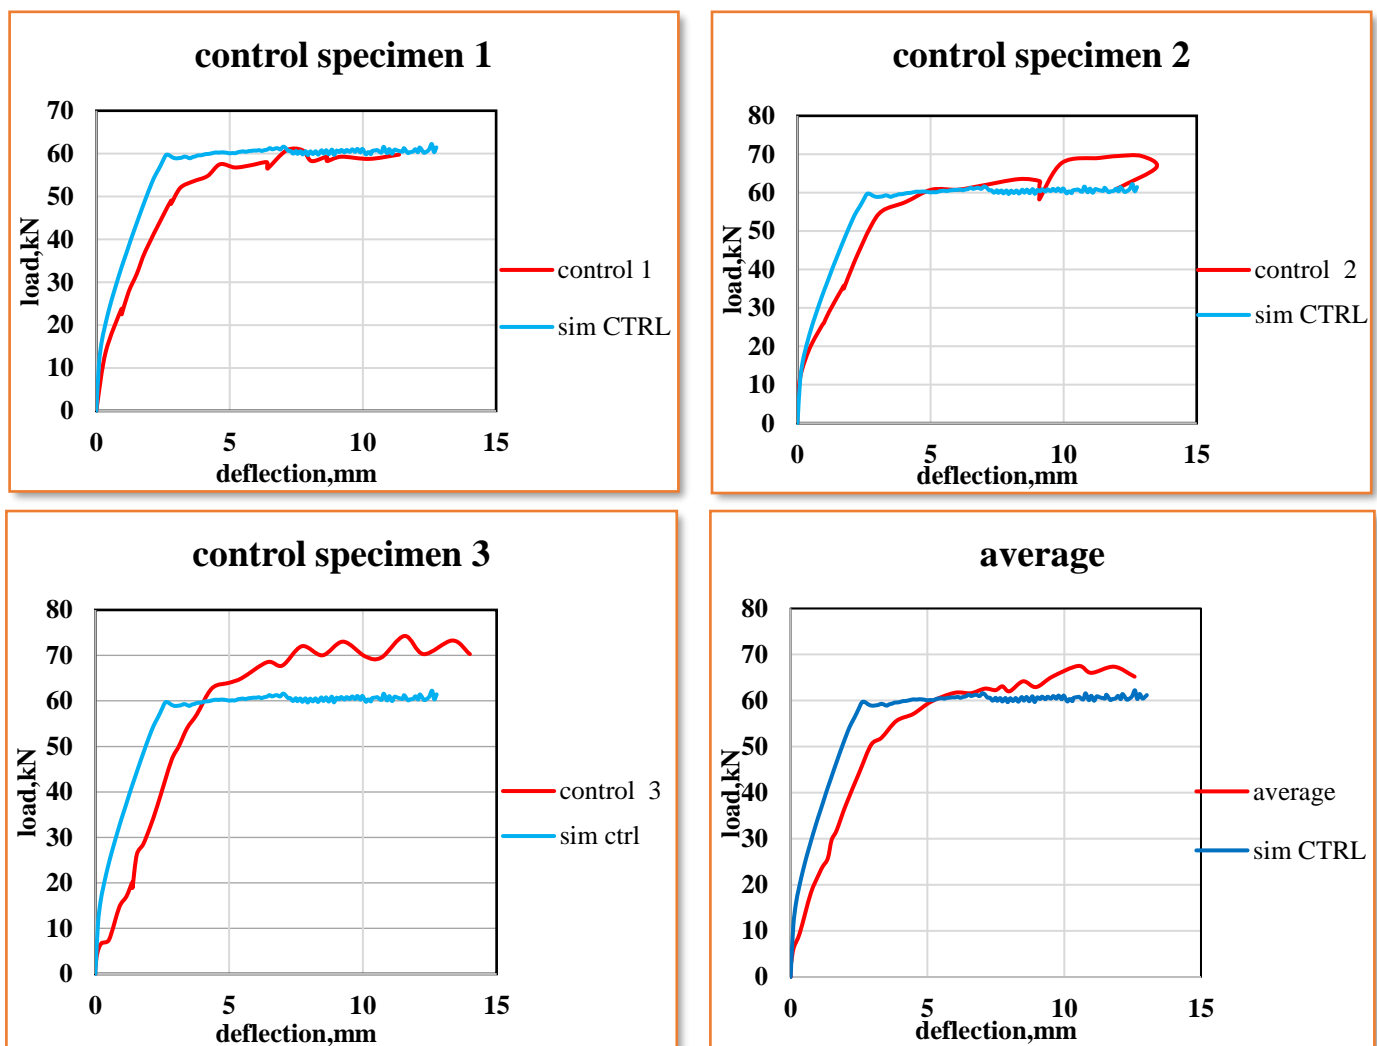 control specimen 1
70
60
50
40
30
20
10
0
load,kN
0 5 10 15
deflection,mm
control 1
sim CTRL
control specimen 2
80
70
60
50
40
30
20
10
0
load,kN
0 5 10 15
deflection,mm
control 2
sim CTRL
control specimen 3
80
70
60
50
40
30
20
10
0
load,kN
0 5 10 15
deflection,mm
control 3
sim ctrl
average
80
70
60
50
40
30
20
10
0
load,kN
0 5 10 15
deflection,mm
average
sim CTRL